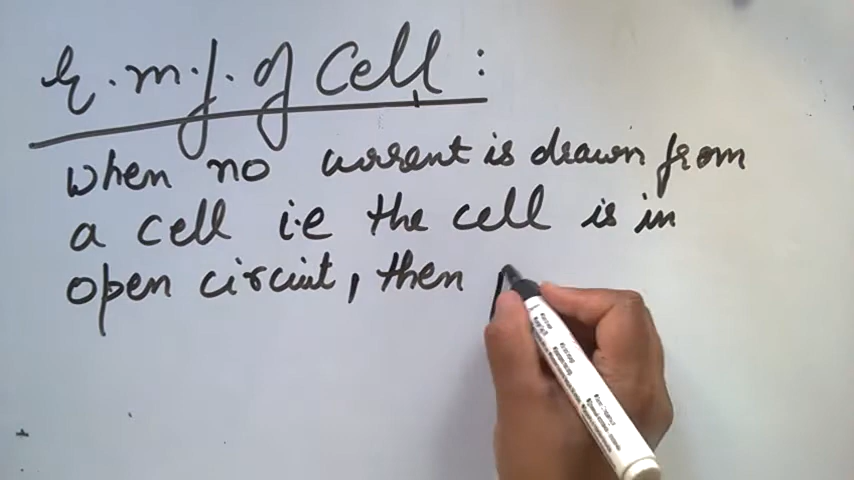 E.m.f. of Cell:
When no current is drawn from
a cell i.e the cell is in
open circuit, then